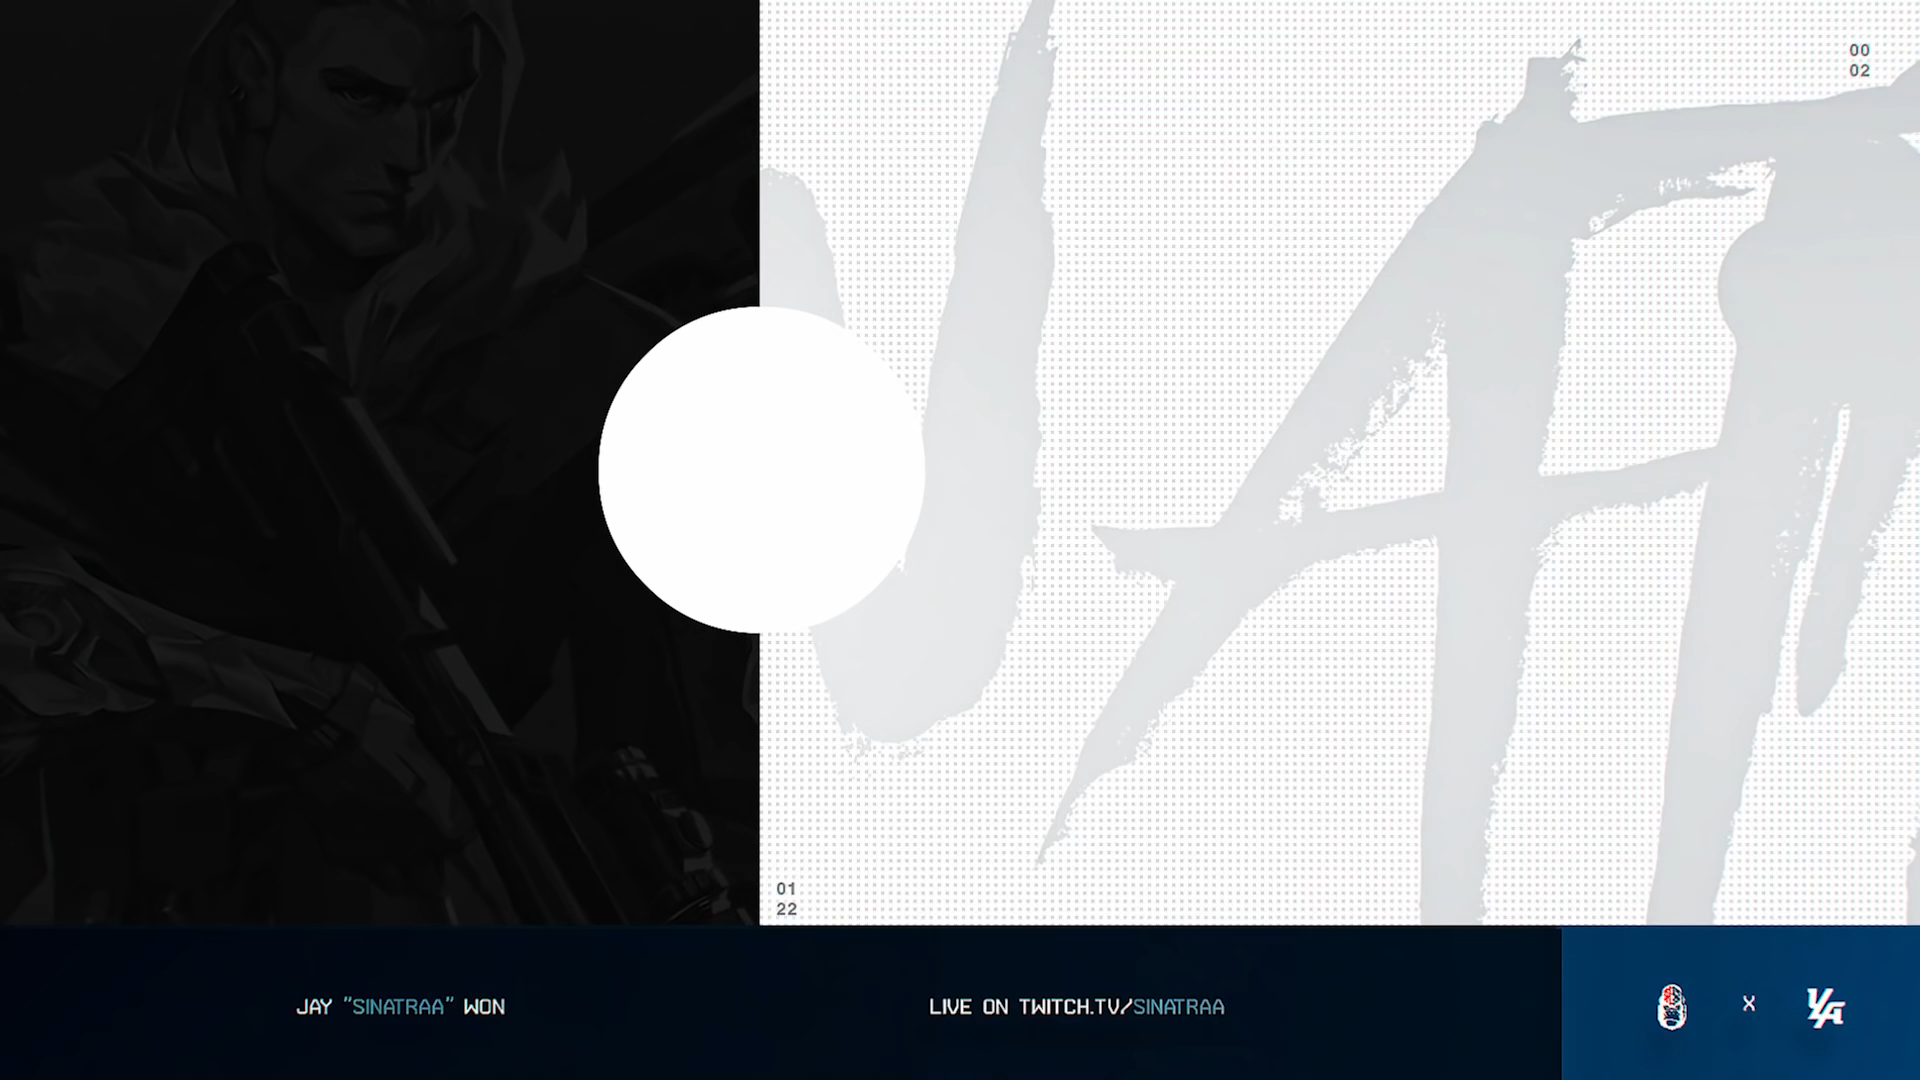 00
02
01
22
JAY "SINATRAA" WON
LIVE ON TWITCH.TV/SINATRAA
X